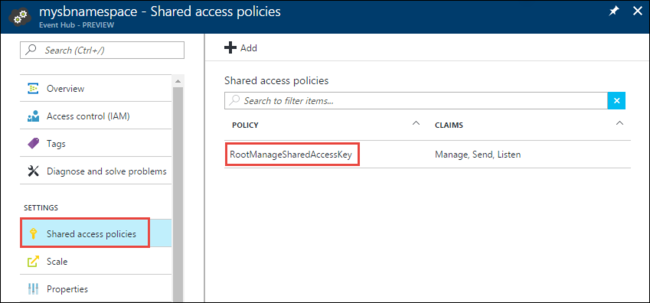 mysbnamespace - Shared access policies
Event Hub - PREVIEW
Search (Ctrl+/)
Overview
Access control (IAM)
Tags
Diagnose and solve problems
SETTINGS
Shared access policies
Scale
Properties
Add
Shared access policies
Search to filter items...
POLICY CLAIMS
RootManageSharedAccessKey Manage, Send, Listen